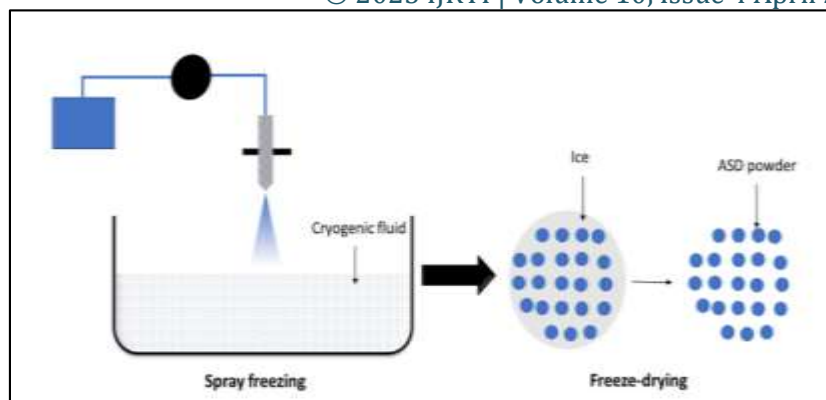 Ice
ASD powder
Cryogenic fluid
Spray freezing
Freeze-drying